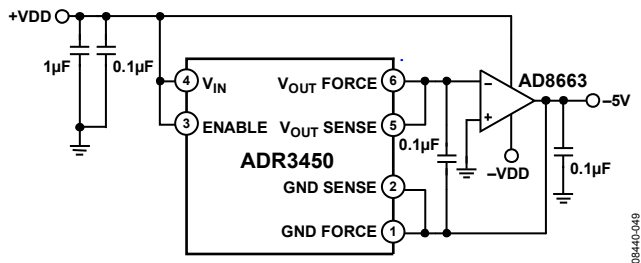 +VDD
1µF
0.1µF
4
VIN
3
ENABLE
VOUT FORCE
6
VOUT SENSE
5
ADR3450
GND SENSE
2
GND FORCE
1
0.1µF
−
+
AD8663
−VDD
−5V
0.1µF
08440-049